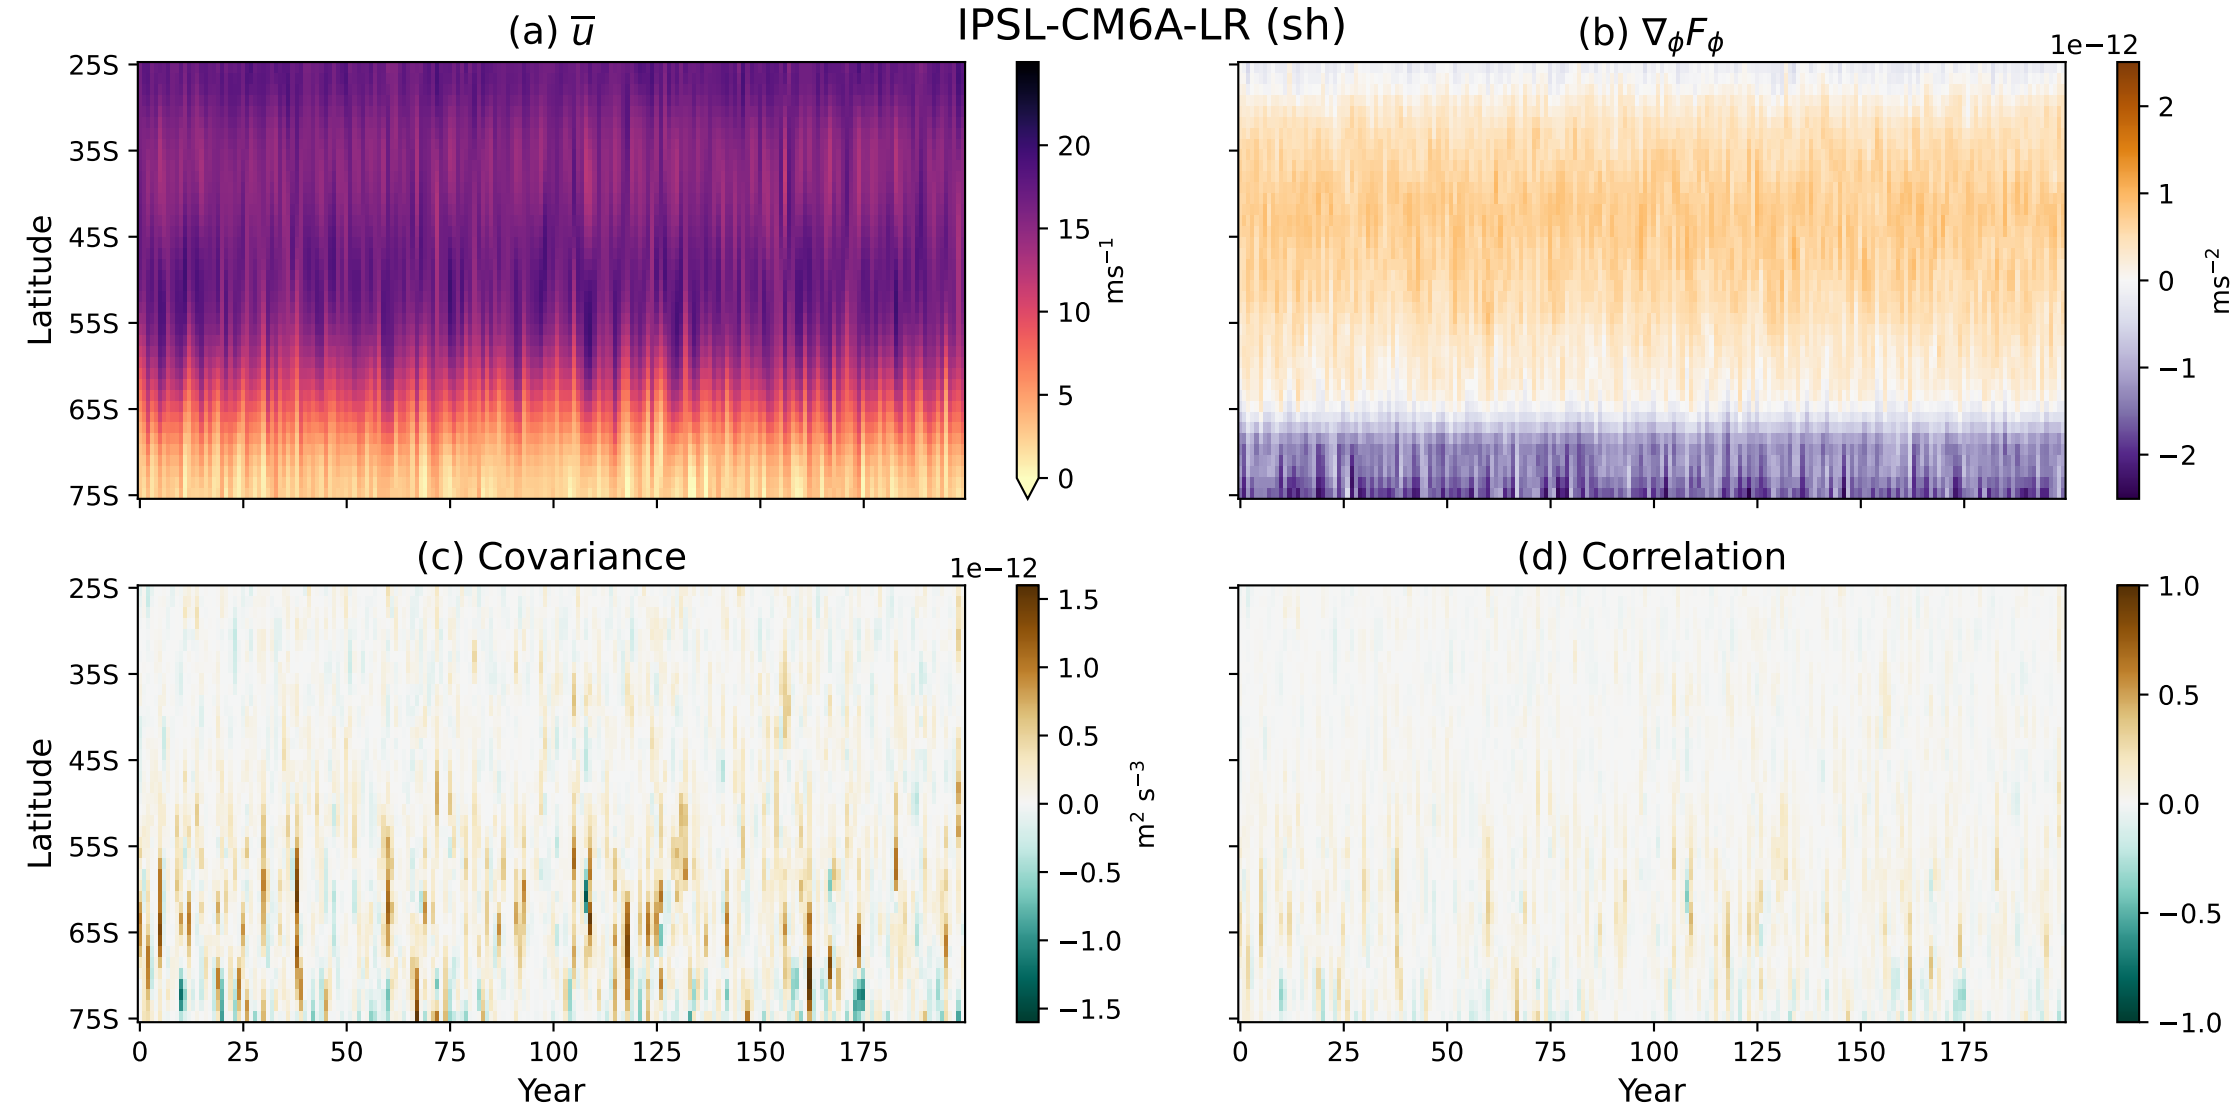 IPSL-CM6A-LR (sh)
(a) u̅
25S
35S
45S
55S
65S
75S
Latitude
20
15
10
5
0
ms⁻¹
(b) ∇ϕFϕ
1e−12
2
1
0
−1
−2
ms⁻²
(c) Covariance
1e−12
25S
35S
45S
55S
65S
75S
Latitude
0 25 50 75 100 125 150 175
Year
1.5
1.0
0.5
0.0
−0.5
−1.0
−1.5
m² s⁻³
(d) Correlation
0 25 50 75 100 125 150 175
Year
1.0
0.5
0.0
−0.5
−1.0